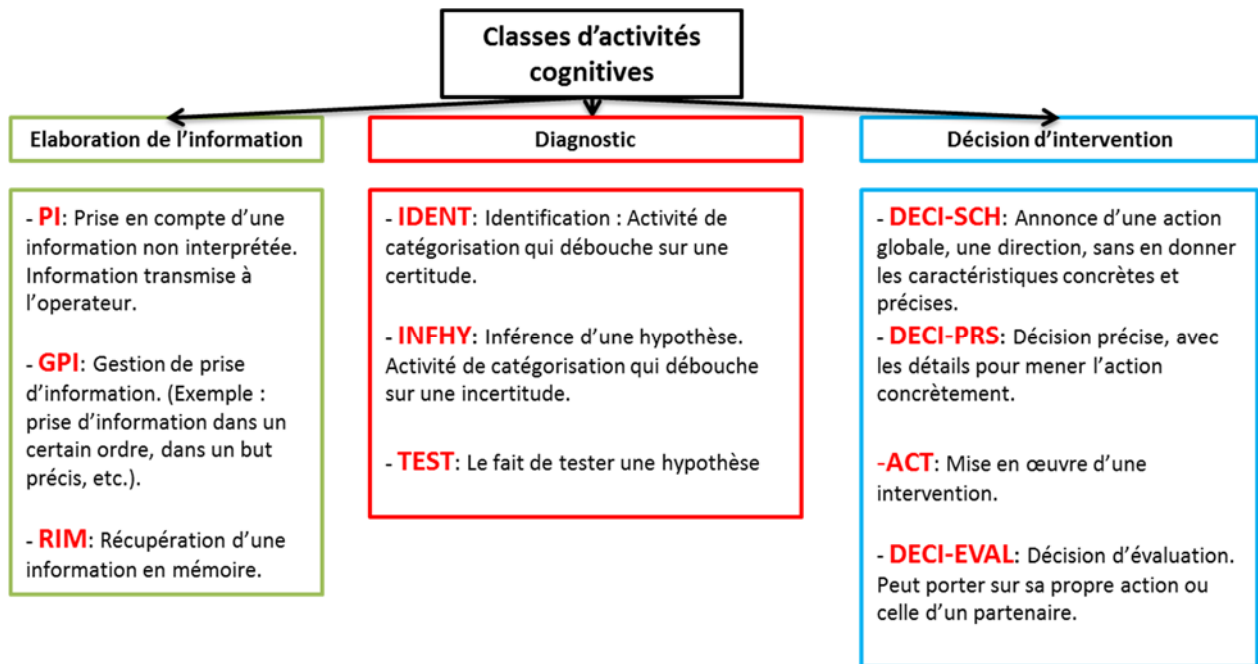 Classes d'activités
cognitives
Elaboration de l'information
Diagnostic
Décision d'intervention
- PI: Prise en compte d'une
information non interprétée.
Information transmise à
l'operateur.
- GPI: Gestion de prise
d'information. (Exemple :
prise d'information dans un
certain ordre, dans un but
précis, etc.).
- RIM: Récupération d'une
information en mémoire.
- IDENT: Identification : Activité de
catégorisation qui débouche sur une
certitude.
- INFHY: Inférence d'une hypothèse.
Activité de catégorisation qui débouche
sur une incertitude.
- TEST: Le fait de tester une hypothèse
- DECI-SCH: Annonce d'une action
globale, une direction, sans en donner
les caractéristiques concrètes et
précises.
- DECI-PRS: Décision précise, avec
les détails pour mener l'action
concrètement.
-ACT: Mise en œuvre d'une
intervention.
- DECI-EVAL: Décision d'évaluation.
Peut porter sur sa propre action ou
celle d'un partenaire.